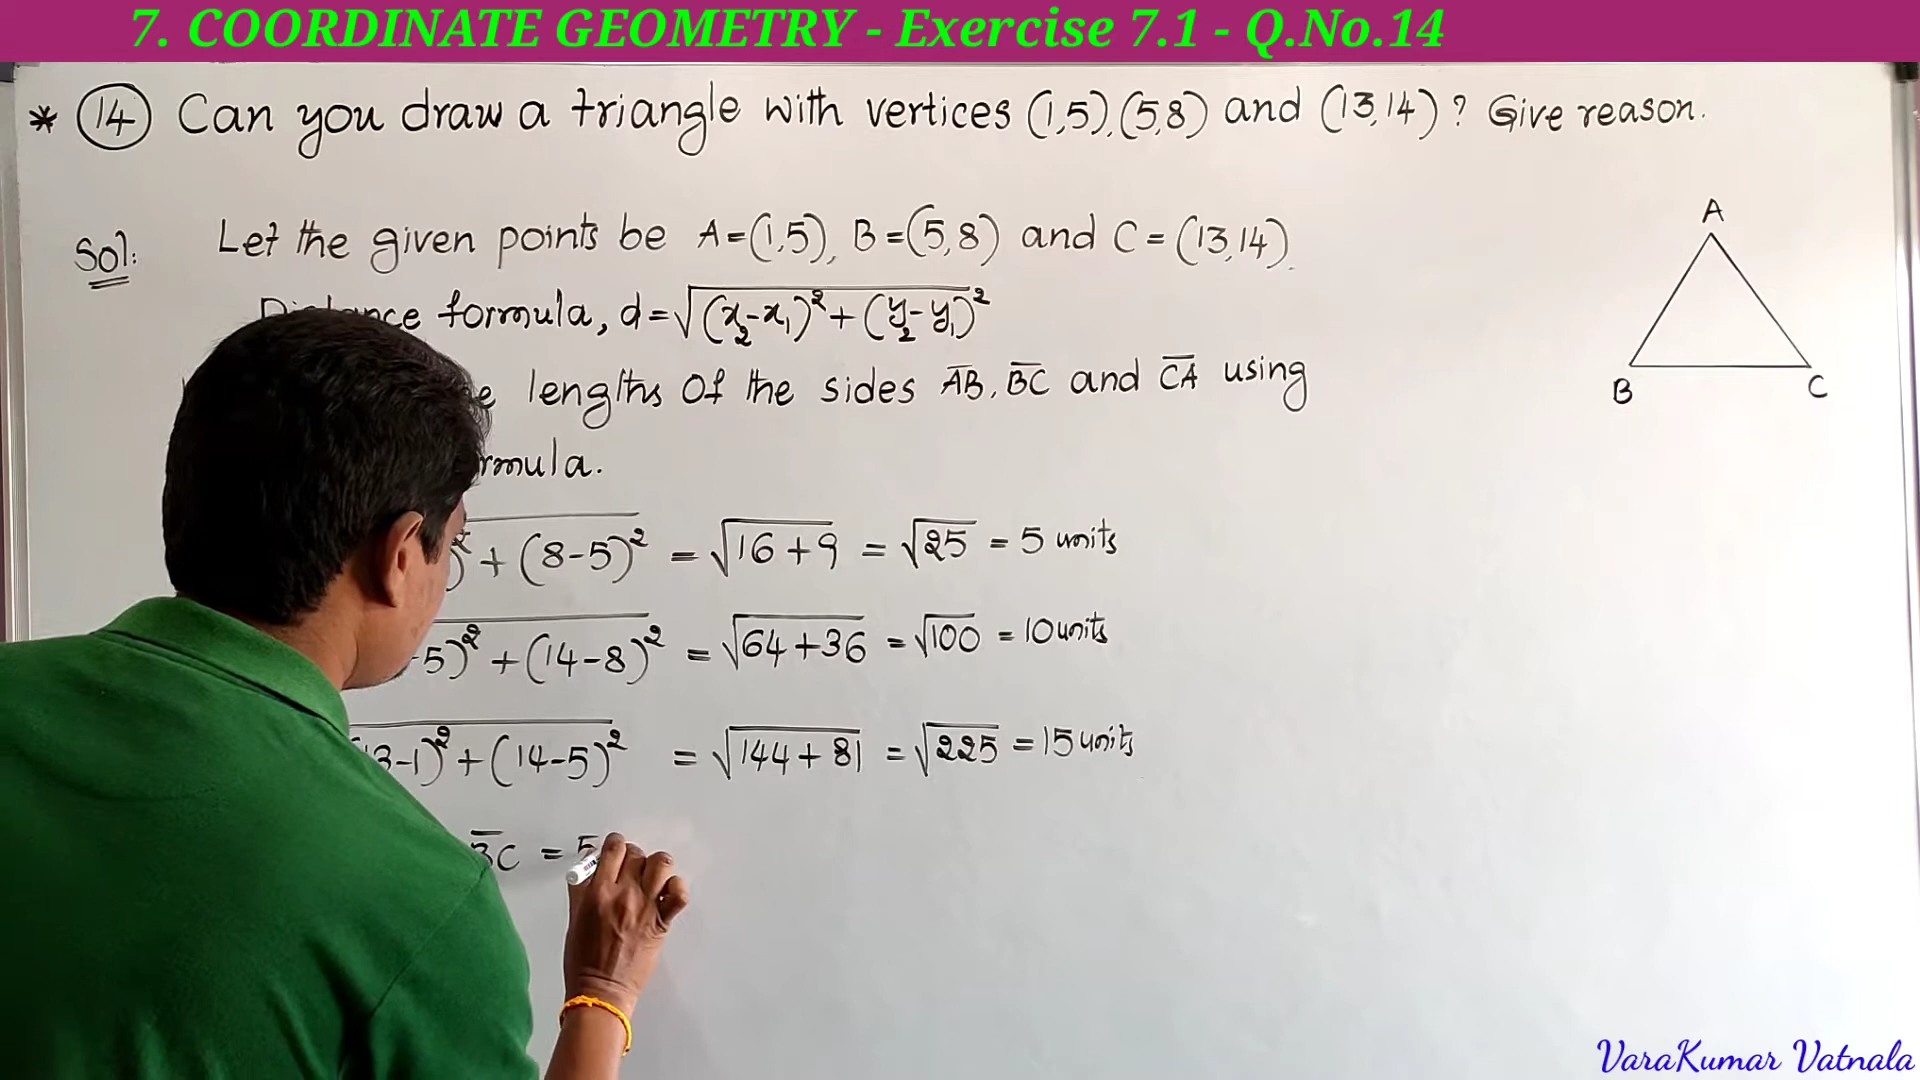 7. COORDINATE GEOMETRY - Exercise 7.1 - Q.No.14
* 14 Can you draw a triangle with vertices (1,5), (5,8) and (13,14)? Give reason.
Sol: Let the given points be A=(1,5), B=(5,8) and C=(13,14).
formula, d=√(x₂-x₁)²+(y₂-y₁)²
lengths of the sides A̅B̅, B̅C̅ and C̅A̅ using
)²+(8-5)² = √16+9 = √25 = 5 units
-5)²+(14-8)² = √64+36 = √100 = 10 units
3-1)²+(14-5)² = √144+81 = √225 = 15 units
= 5
A
B
C
VaraKumar Vatnala